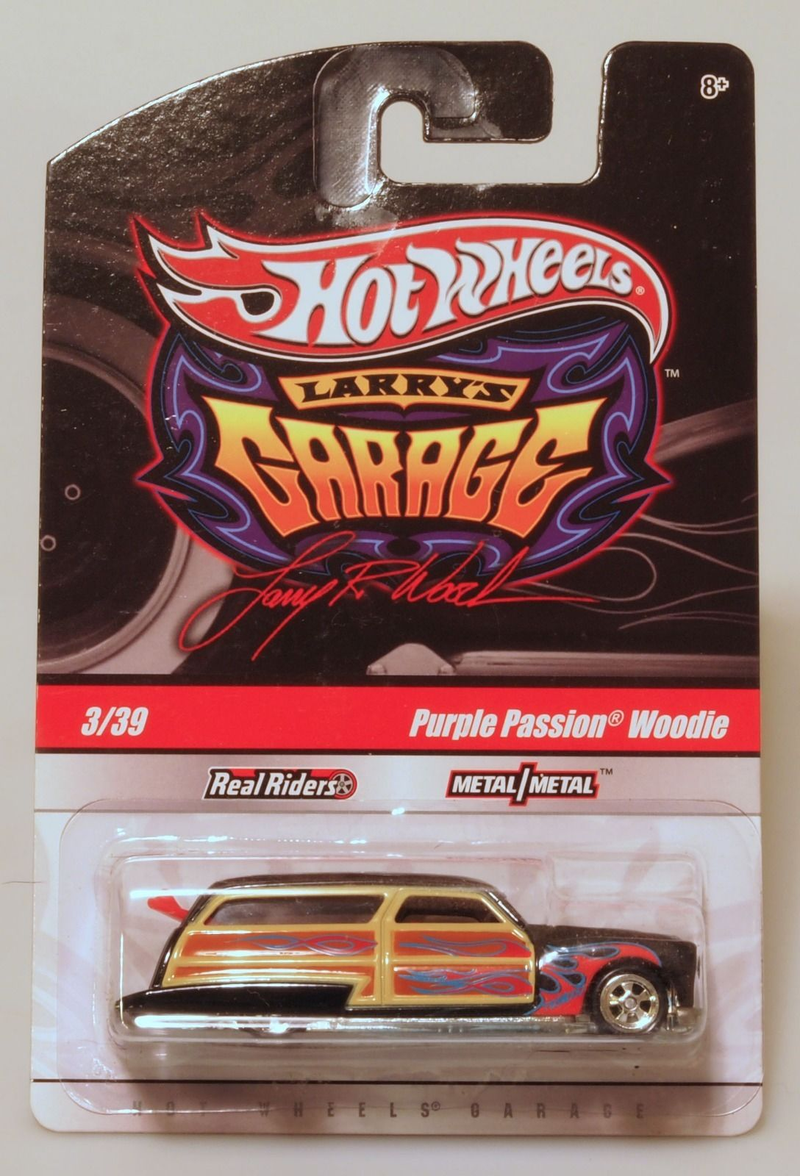 8+
HOT WHEELS®
™
LARRY'S
GARAGE
Larry R Wood
3/39 Purple Passion® Woodie
Real Riders METAL/METAL™
HOT WHEELS® GARAGE